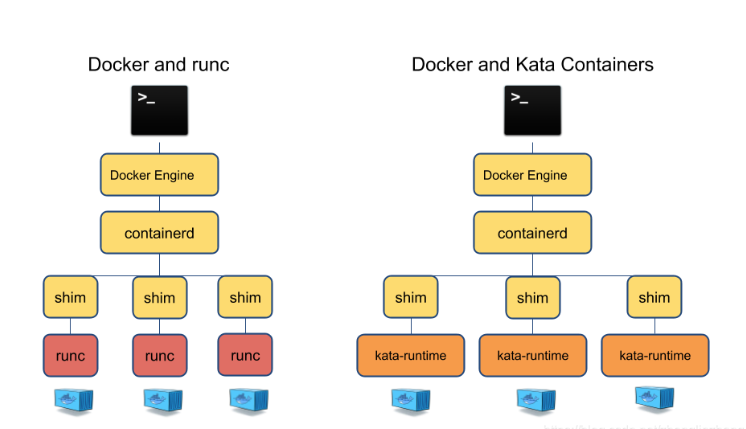 Docker and runc
Docker and Kata Containers
>_
>_
Docker Engine
Docker Engine
containerd
containerd
shim
shim
shim
shim
shim
shim
runc
runc
runc
kata-runtime
kata-runtime
kata-runtime